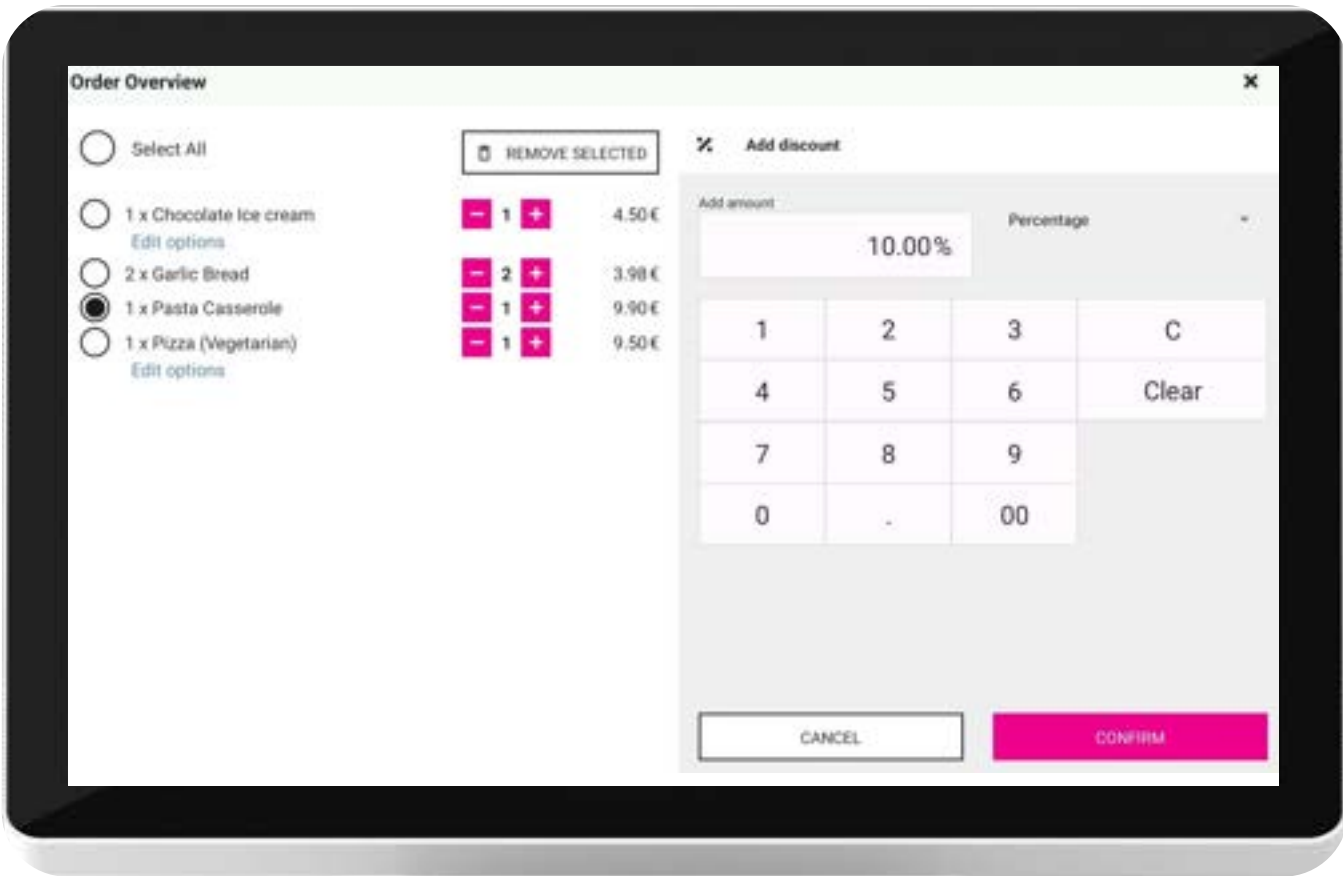 Order Overview
Select All
REMOVE SELECTED
1 x Chocolate Ice cream - 1 + 4.50 €
Edit options
2 x Garlic Bread - 2 + 3.98 €
1 x Pasta Casserole - 1 + 9.90 €
1 x Pizza (Vegetarian) - 1 + 9.50 €
Edit options
Add discount
Add amount
10.00%
Percentage
1 2 3 C
4 5 6 Clear
7 8 9
0 . 00
CANCEL CONFIRM